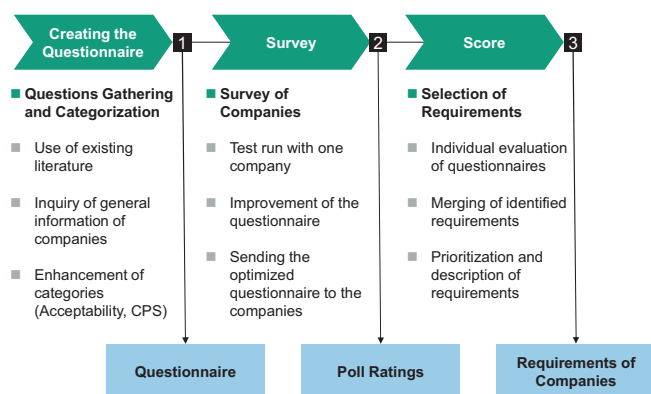 Creating the
Questionnaire
1
Survey
2
Score
3
Questions Gathering
and Categorization
Use of existing
literature
Inquiry of general
information of
companies
Enhancement of
categories
(Acceptability, CPS)
Survey of
Companies
Test run with one
company
Improvement of the
questionnaire
Sending the
optimized
questionnaire to the
companies
Selection of
Requirements
Individual evaluation
of questionnaires
Merging of identified
requirements
Prioritization and
description of
requirements
Questionnaire
Poll Ratings
Requirements of
Companies